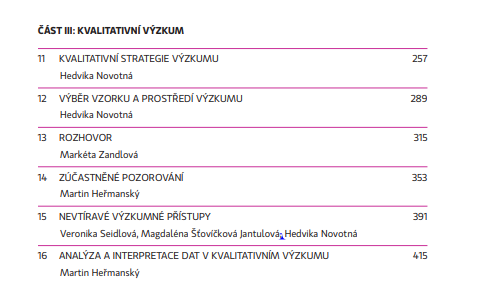 ČÁST III: KVALITATIVNÍ VÝZKUM
11 KVALITATIVNÍ STRATEGIE VÝZKUMU 257
Hedvika Novotná
12 VÝBĚR VZORKU A PROSTŘEDÍ VÝZKUMU 289
Hedvika Novotná
13 ROZHOVOR 315
Markéta Zandlová
14 ZÚČASTNĚNÉ POZOROVÁNÍ 353
Martin Heřmanský
15 NEVTÍRAVÉ VÝZKUMNÉ PŘÍSTUPY 391
Veronika Seidlová, Magdaléna Šťovíčková Jantulová, Hedvika Novotná
16 ANALÝZA A INTERPRETACE DAT V KVALITATIVNÍM VÝZKUMU 415
Martin Heřmanský